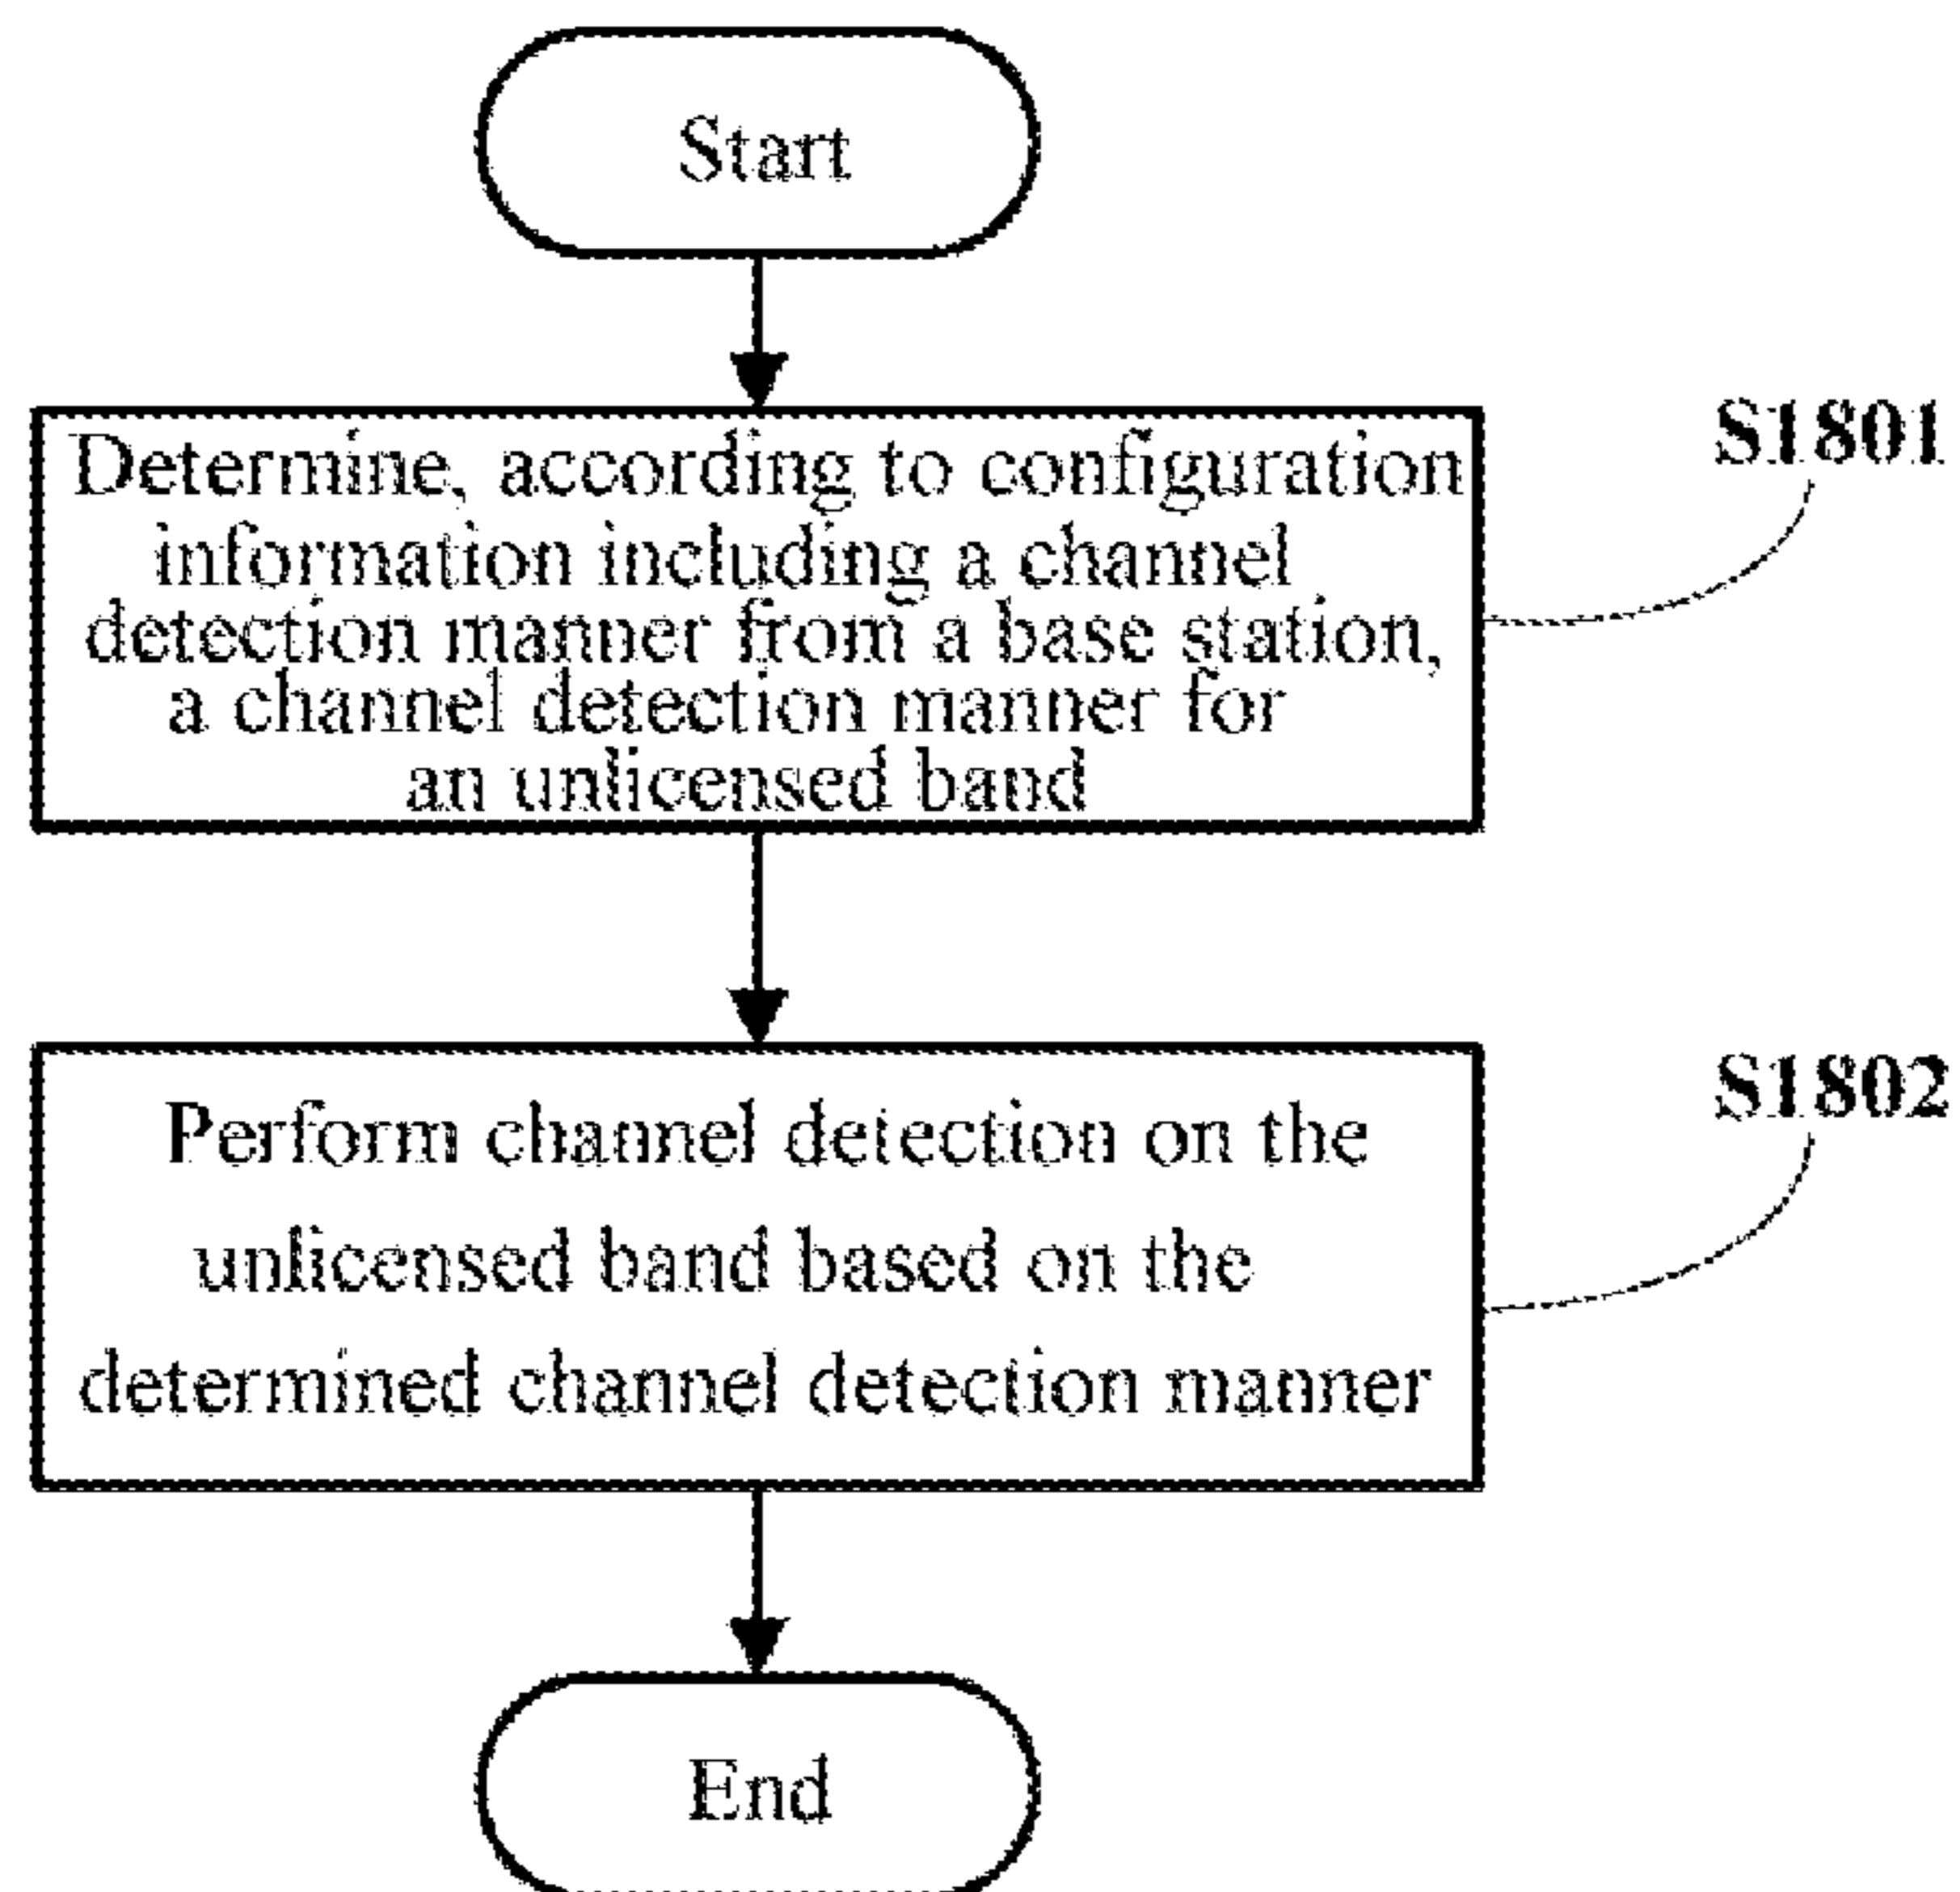 Start
Determine, according to configuration
information including a channel
detection manner from a base station,
a channel detection manner for
an unlicensed band
S1801
Perform channel detection on the
unlicensed band based on the
determined channel detection manner
S1802
End